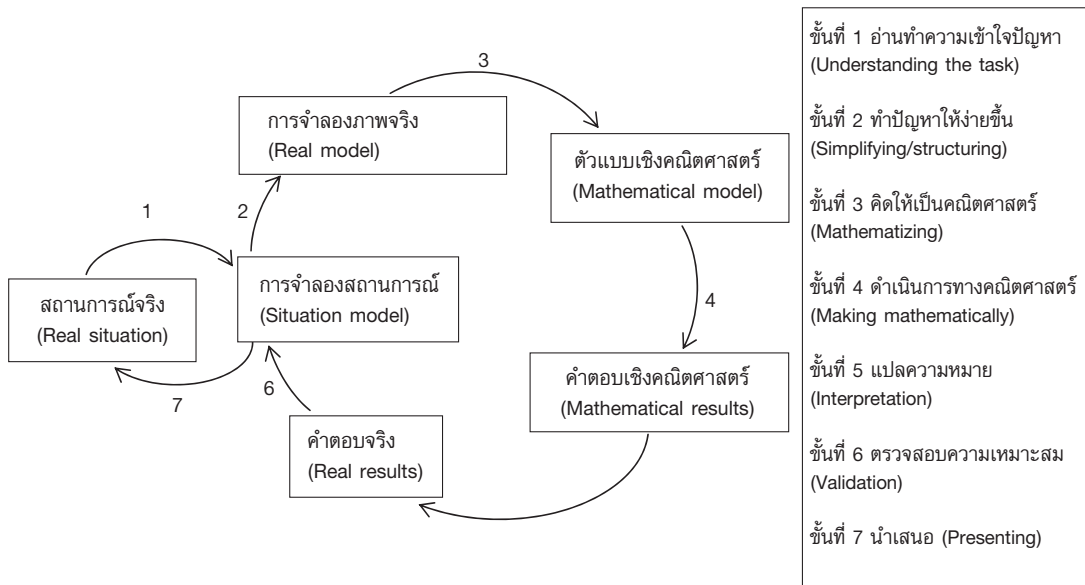 3
การจำลองภาพจริง
(Real model)
ตัวแบบเชิงคณิตศาสตร์
(Mathematical model)
1
2
สถานการณ์จริง
(Real situation)
การจำลองสถานการณ์
(Situation model)
4
7
6
คำตอบเชิงคณิตศาสตร์
(Mathematical results)
คำตอบจริง
(Real results)
ขั้นที่ 1 อ่านทำความเข้าใจปัญหา
(Understanding the task)
ขั้นที่ 2 ทำปัญหาให้ง่ายขึ้น
(Simplifying/structuring)
ขั้นที่ 3 คิดให้เป็นคณิตศาสตร์
(Mathematizing)
ขั้นที่ 4 ดำเนินการทางคณิตศาสตร์
(Making mathematically)
ขั้นที่ 5 แปลความหมาย
(Interpretation)
ขั้นที่ 6 ตรวจสอบความเหมาะสม
(Validation)
ขั้นที่ 7 นำเสนอ (Presenting)